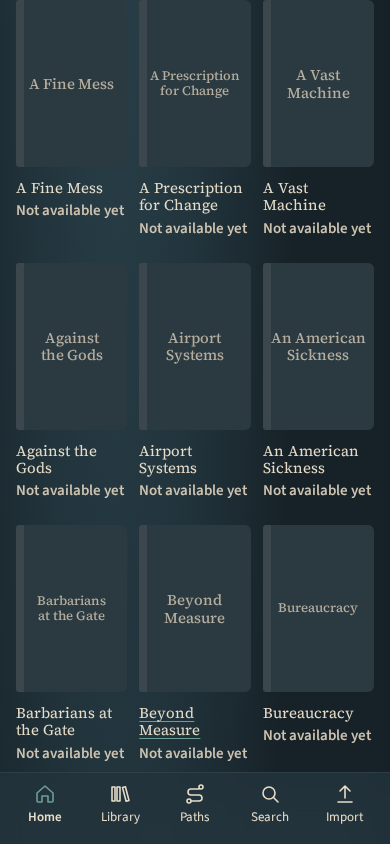 A Fine Mess
A Prescription
for Change
A Vast
Machine
A Fine Mess
Not available yet
A Prescription
for Change
Not available yet
A Vast
Machine
Not available yet
Against
the Gods
Airport
Systems
An American
Sickness
Against the
Gods
Not available yet
Airport
Systems
Not available yet
An American
Sickness
Not available yet
Barbarians
at the Gate
Beyond
Measure
Bureaucracy
Barbarians at
the Gate
Not available yet
Beyond
Measure
Not available yet
Bureaucracy
Not available yet
Home
Library
Paths
Search
Import